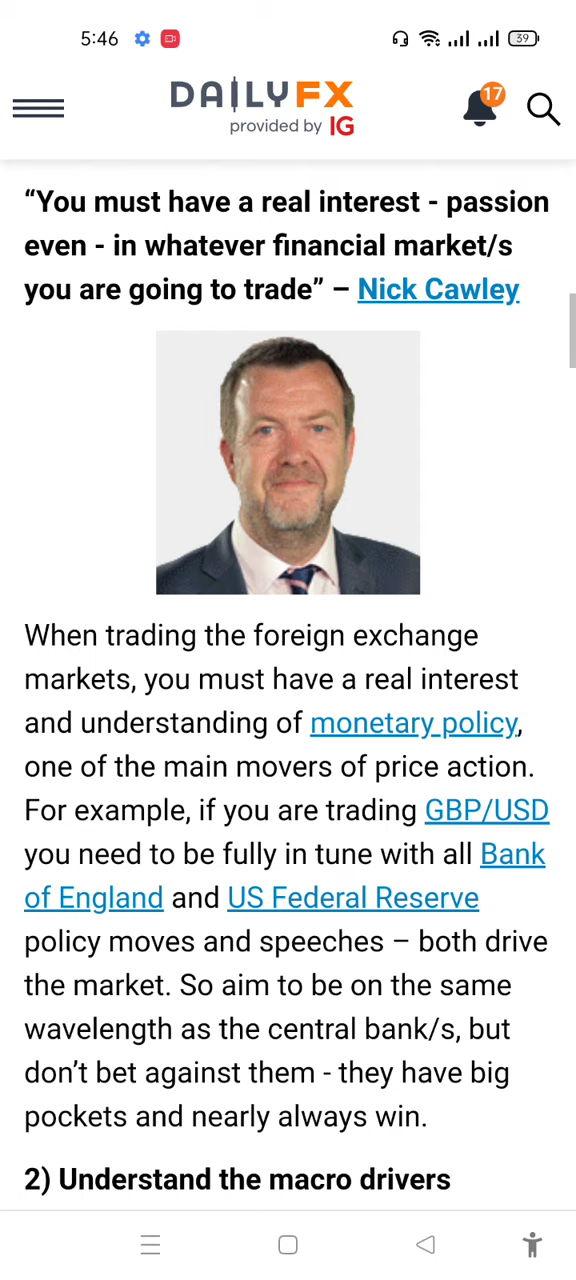 5:46
39
DAILYFX
17
provided by IG
“You must have a real interest - passion
even - in whatever financial market/s
you are going to trade” – Nick Cawley
When trading the foreign exchange
markets, you must have a real interest
and understanding of monetary policy,
one of the main movers of price action.
For example, if you are trading GBP/USD
you need to be fully in tune with all Bank
of England and US Federal Reserve
policy moves and speeches – both drive
the market. So aim to be on the same
wavelength as the central bank/s, but
don’t bet against them - they have big
pockets and nearly always win.
2) Understand the macro drivers